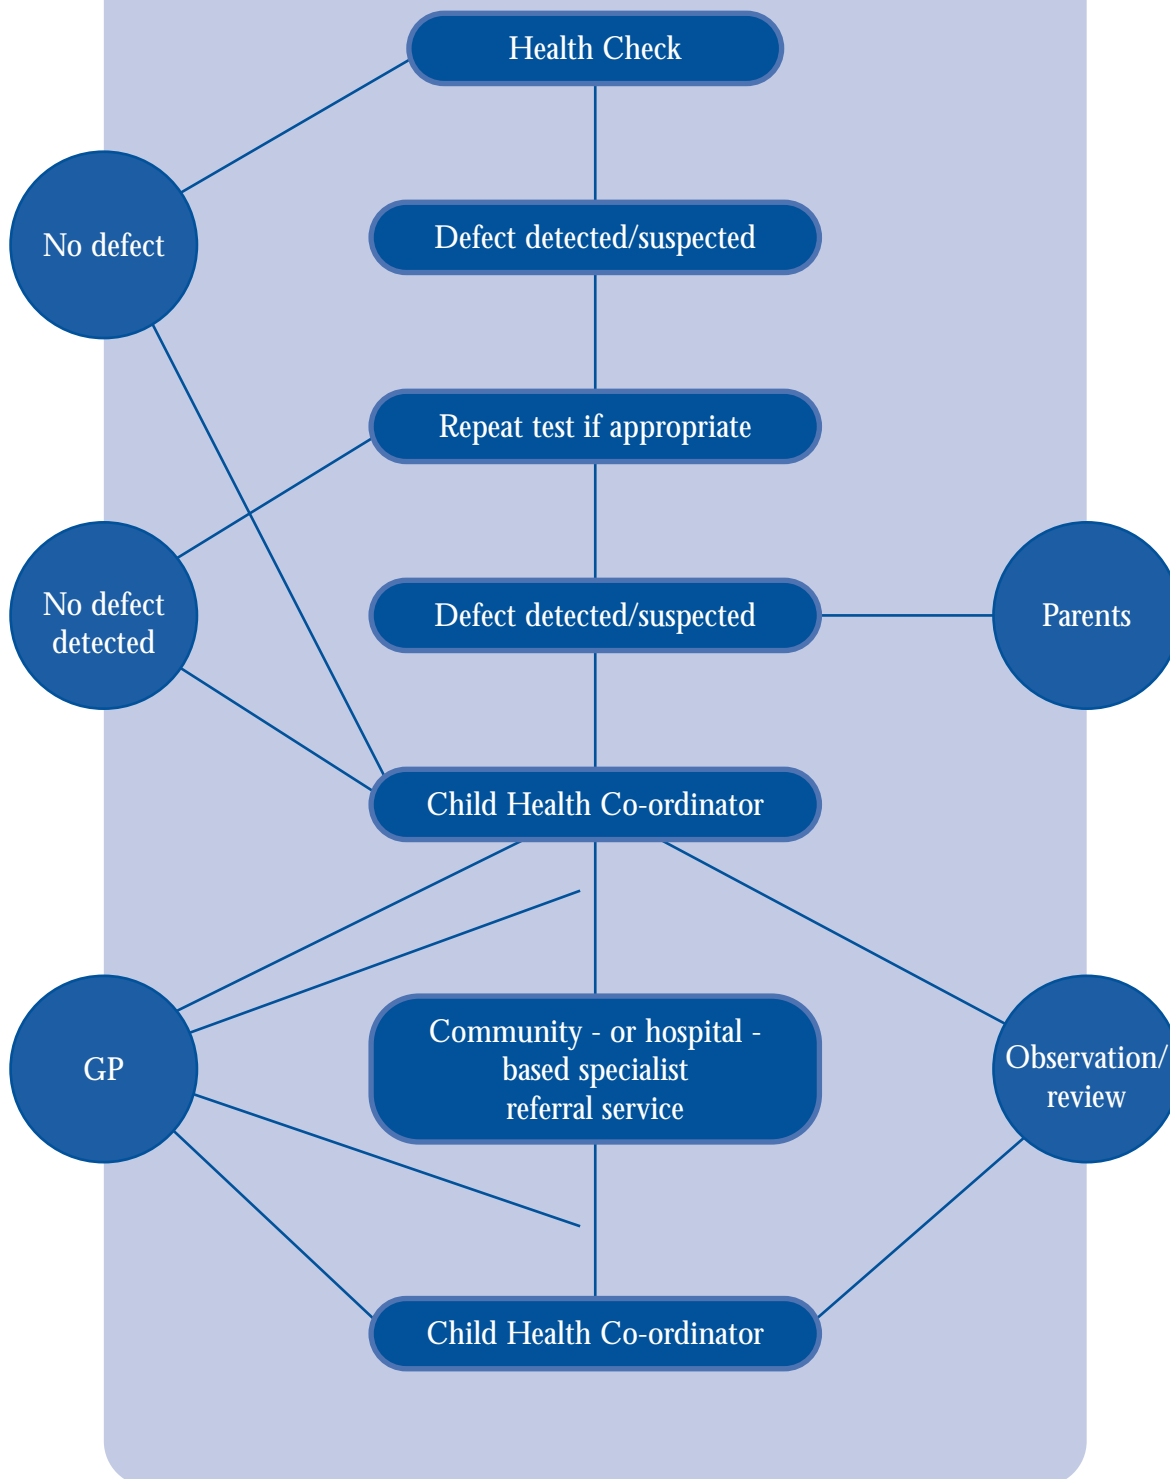 Health Check
No defect
Defect detected/suspected
Repeat test if appropriate
No defect
detected
Defect detected/suspected
Parents
Child Health Co-ordinator
GP
Community - or hospital -
based specialist
referral service
Observation/
review
Child Health Co-ordinator